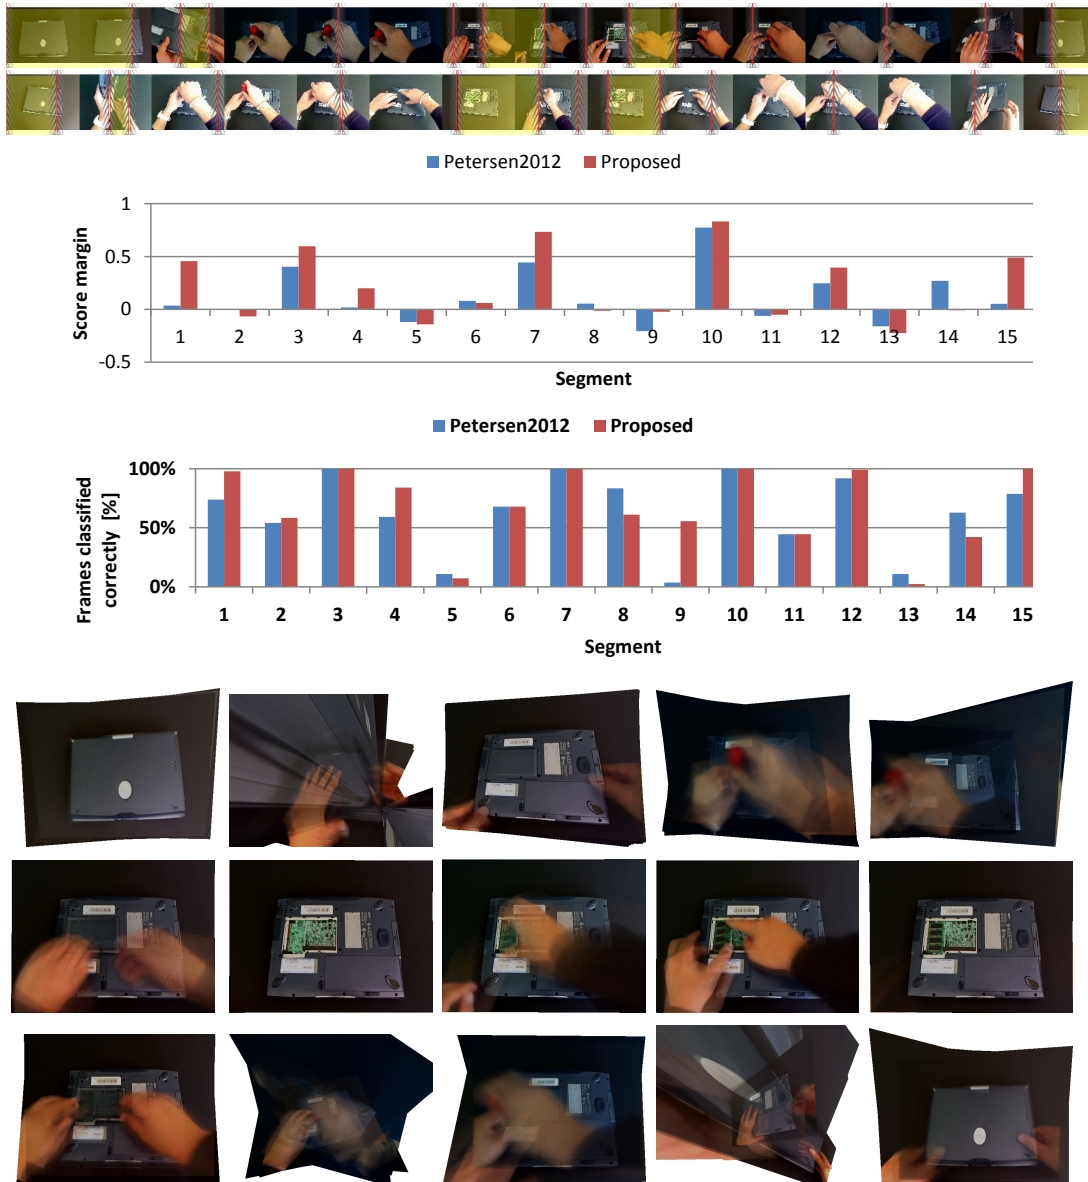 Petersen2012 Proposed
1
0.5
0
-0.5
Score margin
1 2 3 4 5 6 7 8 9 10 11 12 13 14 15
Segment
Petersen2012 Proposed
100%
50%
0%
Frames classified
correctly [%]
1 2 3 4 5 6 7 8 9 10 11 12 13 14 15
Segment